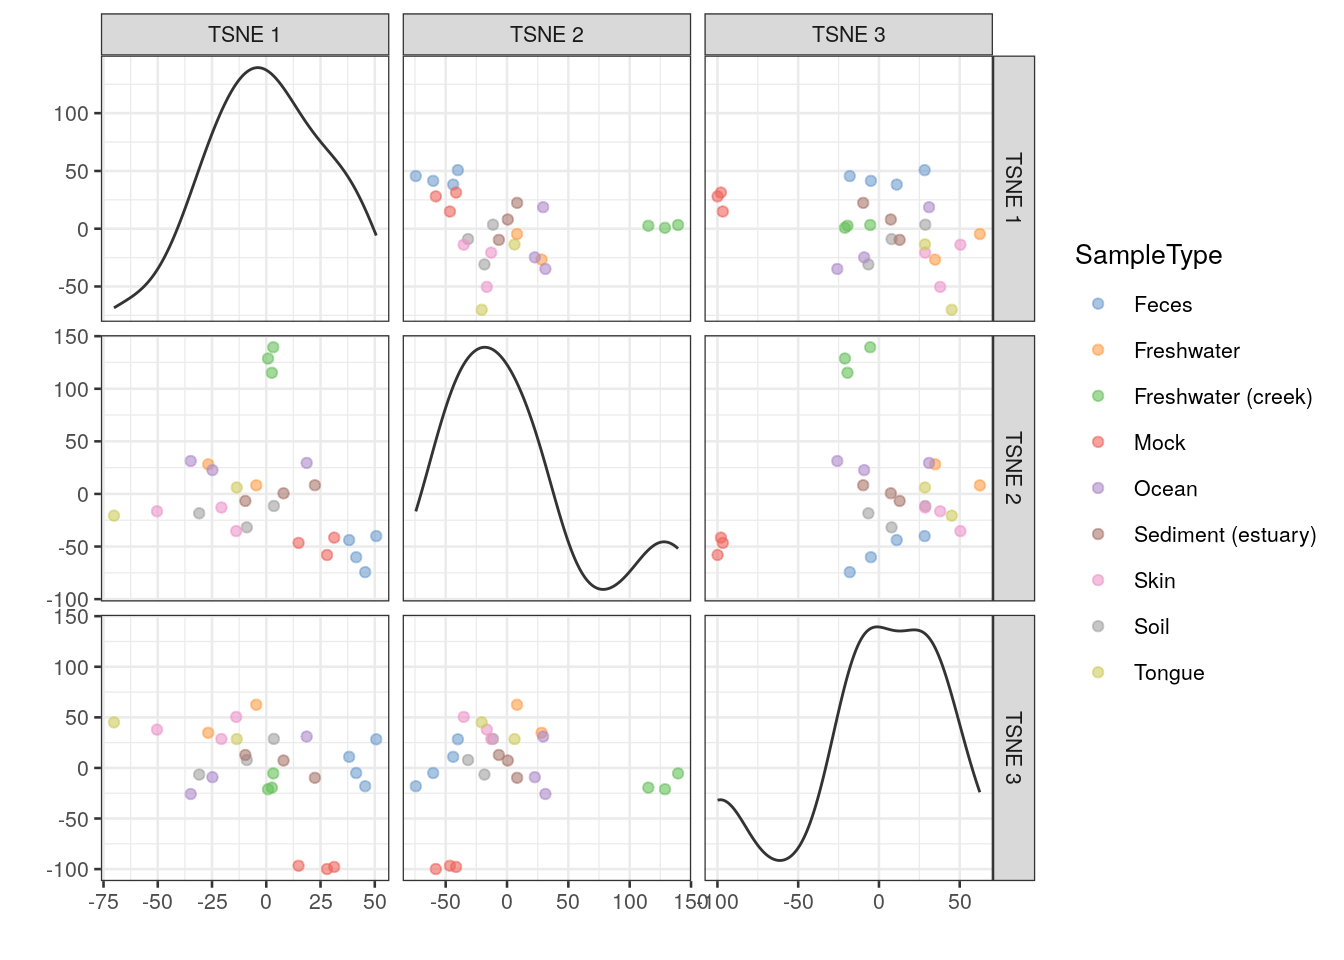 TSNE 1
TSNE 2
TSNE 3
100
50
0
-50
TSNE 1
150
100
50
0
-50
-100
TSNE 2
150
100
50
0
-50
-100
TSNE 3
-75 -50 -25 0 25 50
-50 0 50 100 150
-100 -50 0 50
SampleType
Feces
Freshwater
Freshwater (creek)
Mock
Ocean
Sediment (estuary)
Skin
Soil
Tongue